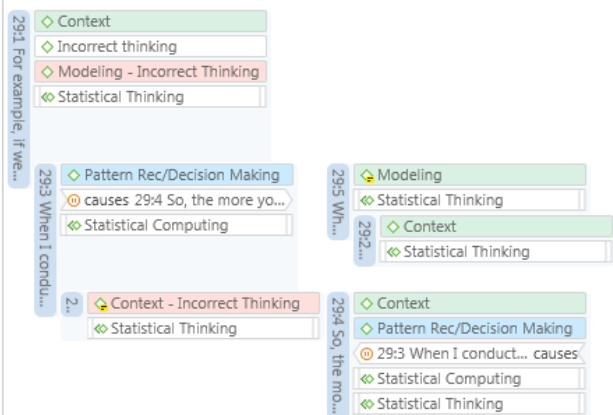 29:1 For example, if we...
Context
Incorrect thinking
Modeling - Incorrect Thinking
Statistical Thinking
29:3 When I condu...
Pattern Rec/Decision Making
causes 29:4 So, the more yo...
Statistical Computing
2..
Context - Incorrect Thinking
Statistical Thinking
29:5 Wh...
Modeling
Statistical Thinking
29:2...
Context
Statistical Thinking
29:4 So, the mo...
Context
Pattern Rec/Decision Making
29:3 When I conduct... causes
Statistical Computing
Statistical Thinking